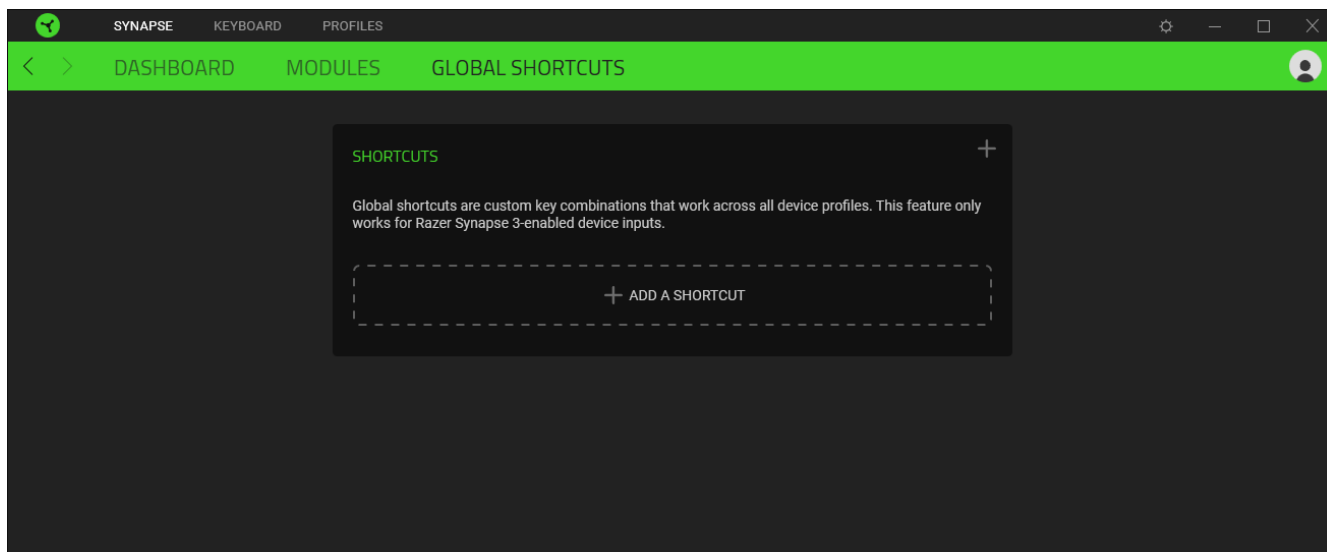 SYNAPSE KEYBOARD PROFILES
DASHBOARD MODULES GLOBAL SHORTCUTS
SHORTCUTS
Global shortcuts are custom key combinations that work across all device profiles. This feature only
works for Razer Synapse 3-enabled device inputs.
ADD A SHORTCUT